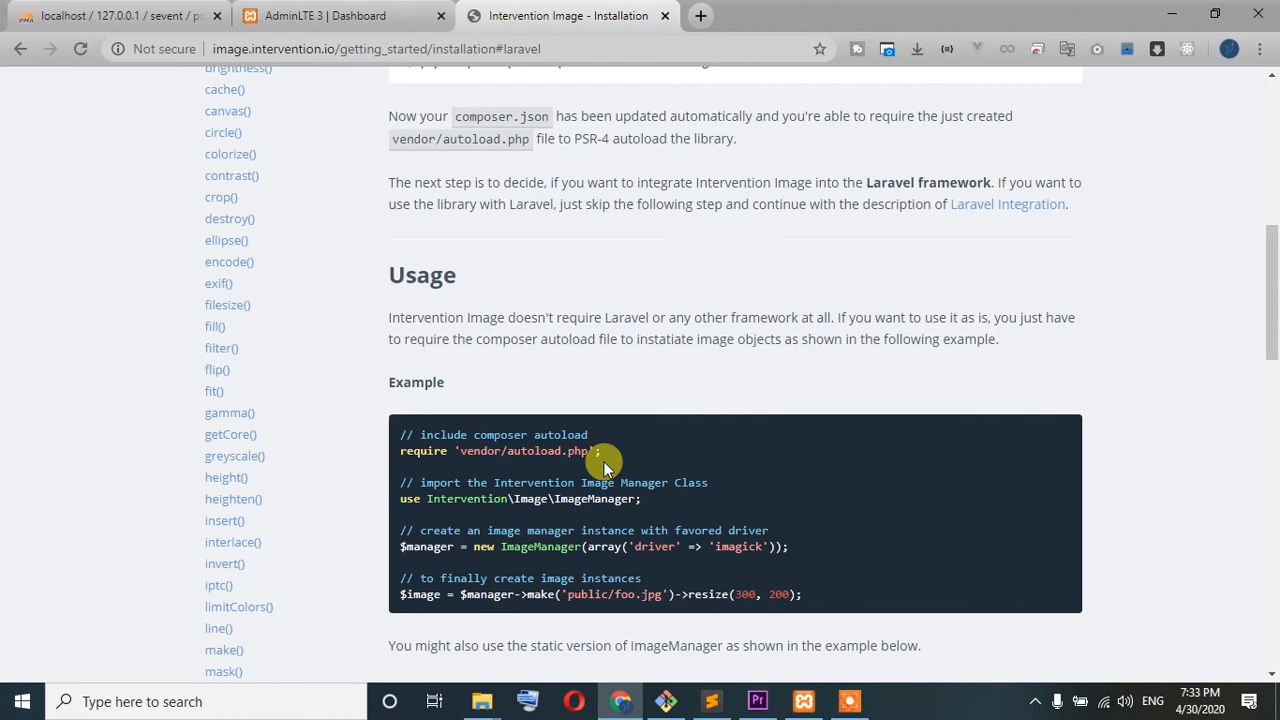 localhost / 127.0.0.1 / sevent / p
AdminLTE 3 | Dashboard
Intervention Image - Installation
Not secure
image.intervention.io/getting_started/installation#laravel
brightness()
cache()
canvas()
circle()
colorize()
contrast()
crop()
destroy()
ellipse()
encode()
exif()
filesize()
fill()
filter()
flip()
fit()
gamma()
getCore()
greyscale()
height()
heighten()
insert()
interlace()
invert()
iptc()
limitColors()
line()
make()
mask()
Now your composer.json has been updated automatically and you're able to require the just created
vendor/autoload.php file to PSR-4 autoload the library.
The next step is to decide, if you want to integrate Intervention Image into the Laravel framework. If you want to
use the library with Laravel, just skip the following step and continue with the description of Laravel Integration.
Usage
Intervention Image doesn't require Laravel or any other framework at all. If you want to use it as is, you just have
to require the composer autoload file to instatiate image objects as shown in the following example.
Example
// include composer autoload
require 'vendor/autoload.php';
// import the Intervention Image Manager Class
use Intervention\Image\ImageManager;
// create an image manager instance with favored driver
$manager = new ImageManager(array('driver' => 'imagick'));
// to finally create image instances
$image = $manager->make('public/foo.jpg')->resize(300, 200);
You might also use the static version of ImageManager as shown in the example below.
Type here to search
Pr
ENG
7:33 PM
4/30/2020